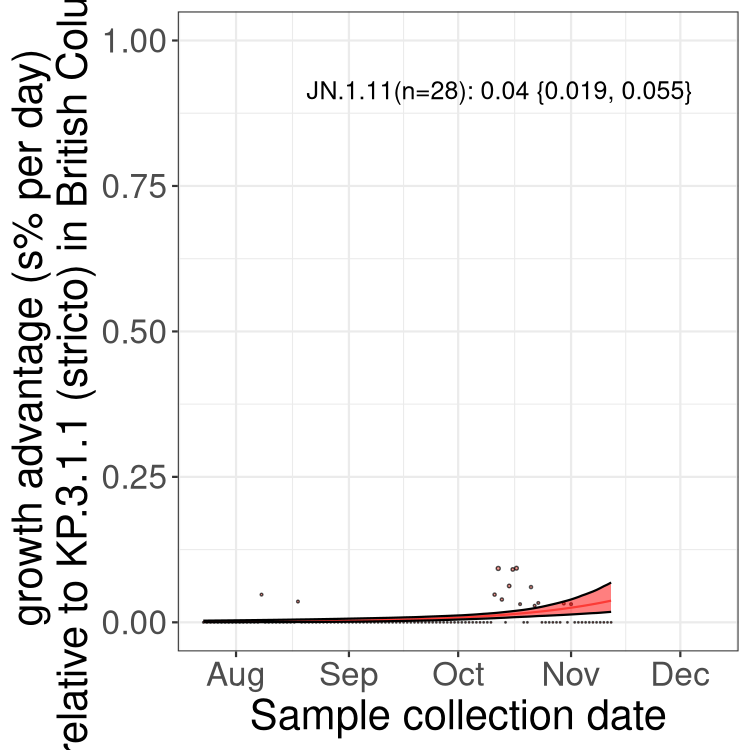 growth advantage (s% per day)
relative to KP.3.1.1 (stricto) in British Colu
1.00
0.75
0.50
0.25
0.00
JN.1.11(n=28): 0.04 {0.019, 0.055}
Aug Sep Oct Nov Dec
Sample collection date